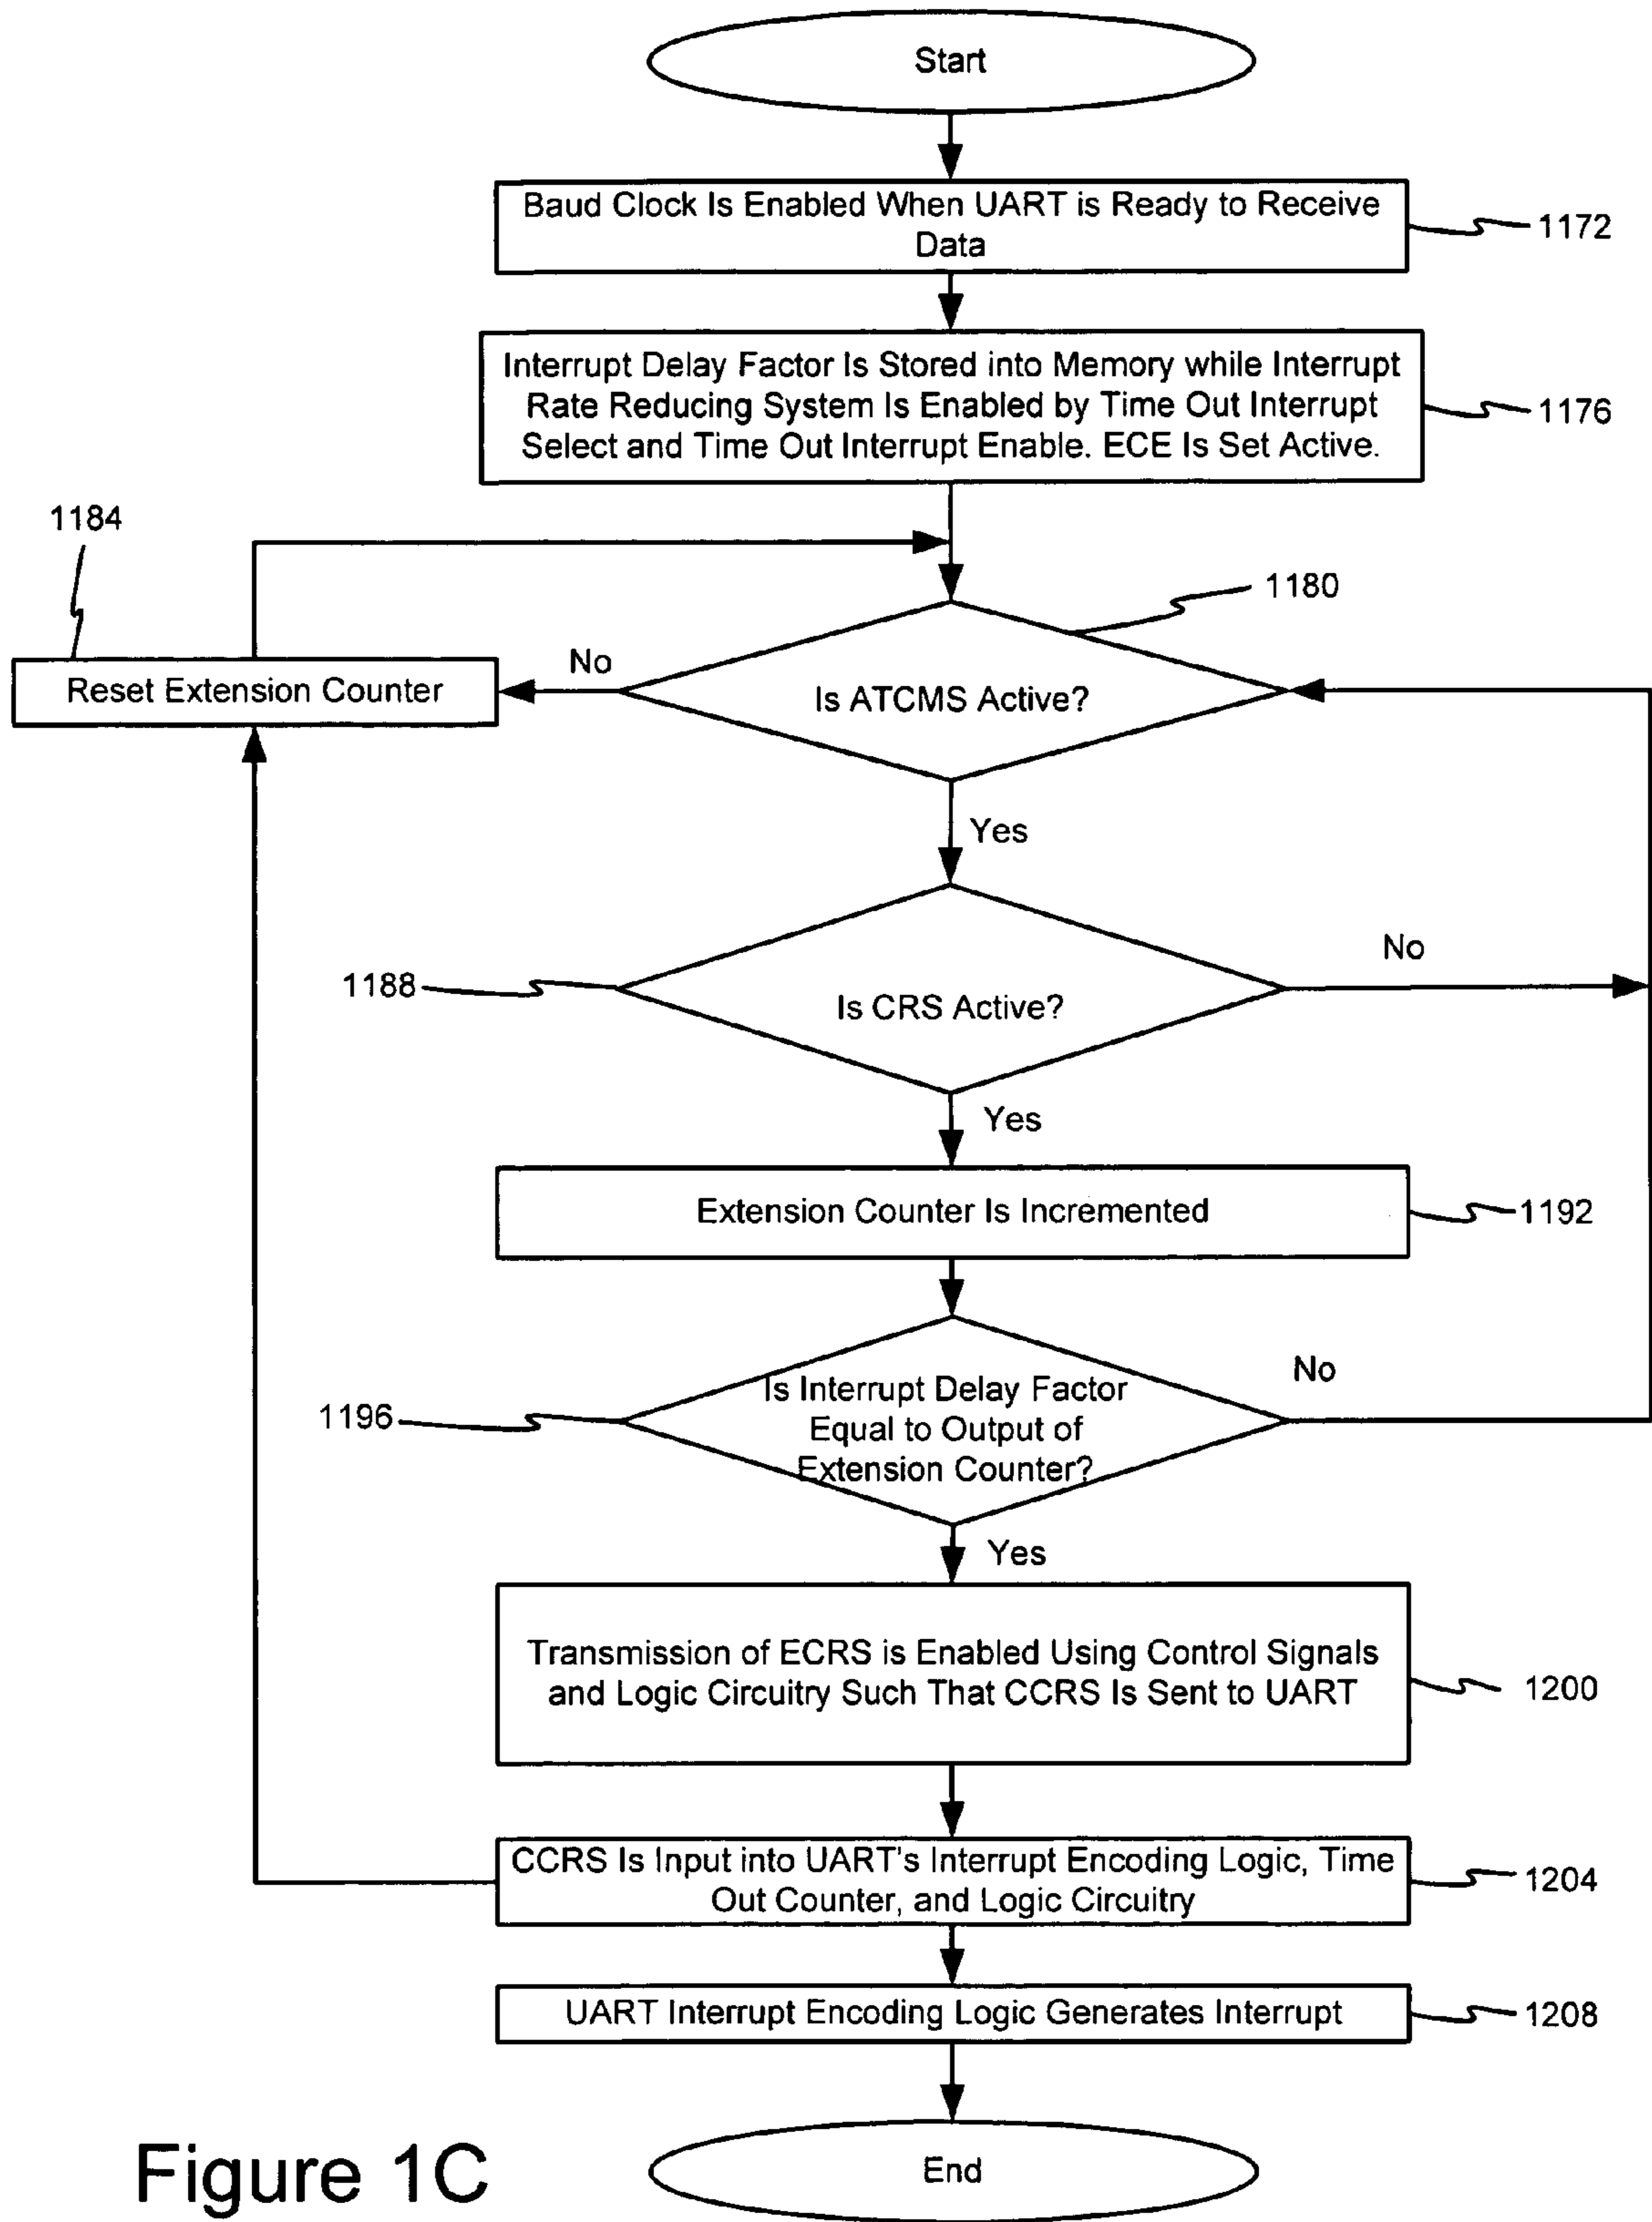 Start
Baud Clock Is Enabled When UART is Ready to Receive
Data
1172
Interrupt Delay Factor Is Stored into Memory while Interrupt
Rate Reducing System Is Enabled by Time Out Interrupt
Select and Time Out Interrupt Enable. ECE Is Set Active.
1176
1184
1180
Reset Extension Counter
No
Is ATCMS Active?
Yes
1188
Is CRS Active?
No
Yes
Extension Counter Is Incremented
1192
1196
Is Interrupt Delay Factor
Equal to Output of
Extension Counter?
No
Yes
Transmission of ECRS is Enabled Using Control Signals
and Logic Circuitry Such That CCRS Is Sent to UART
1200
CCRS Is Input into UART's Interrupt Encoding Logic, Time
Out Counter, and Logic Circuitry
1204
UART Interrupt Encoding Logic Generates Interrupt
1208
End
Figure 1C